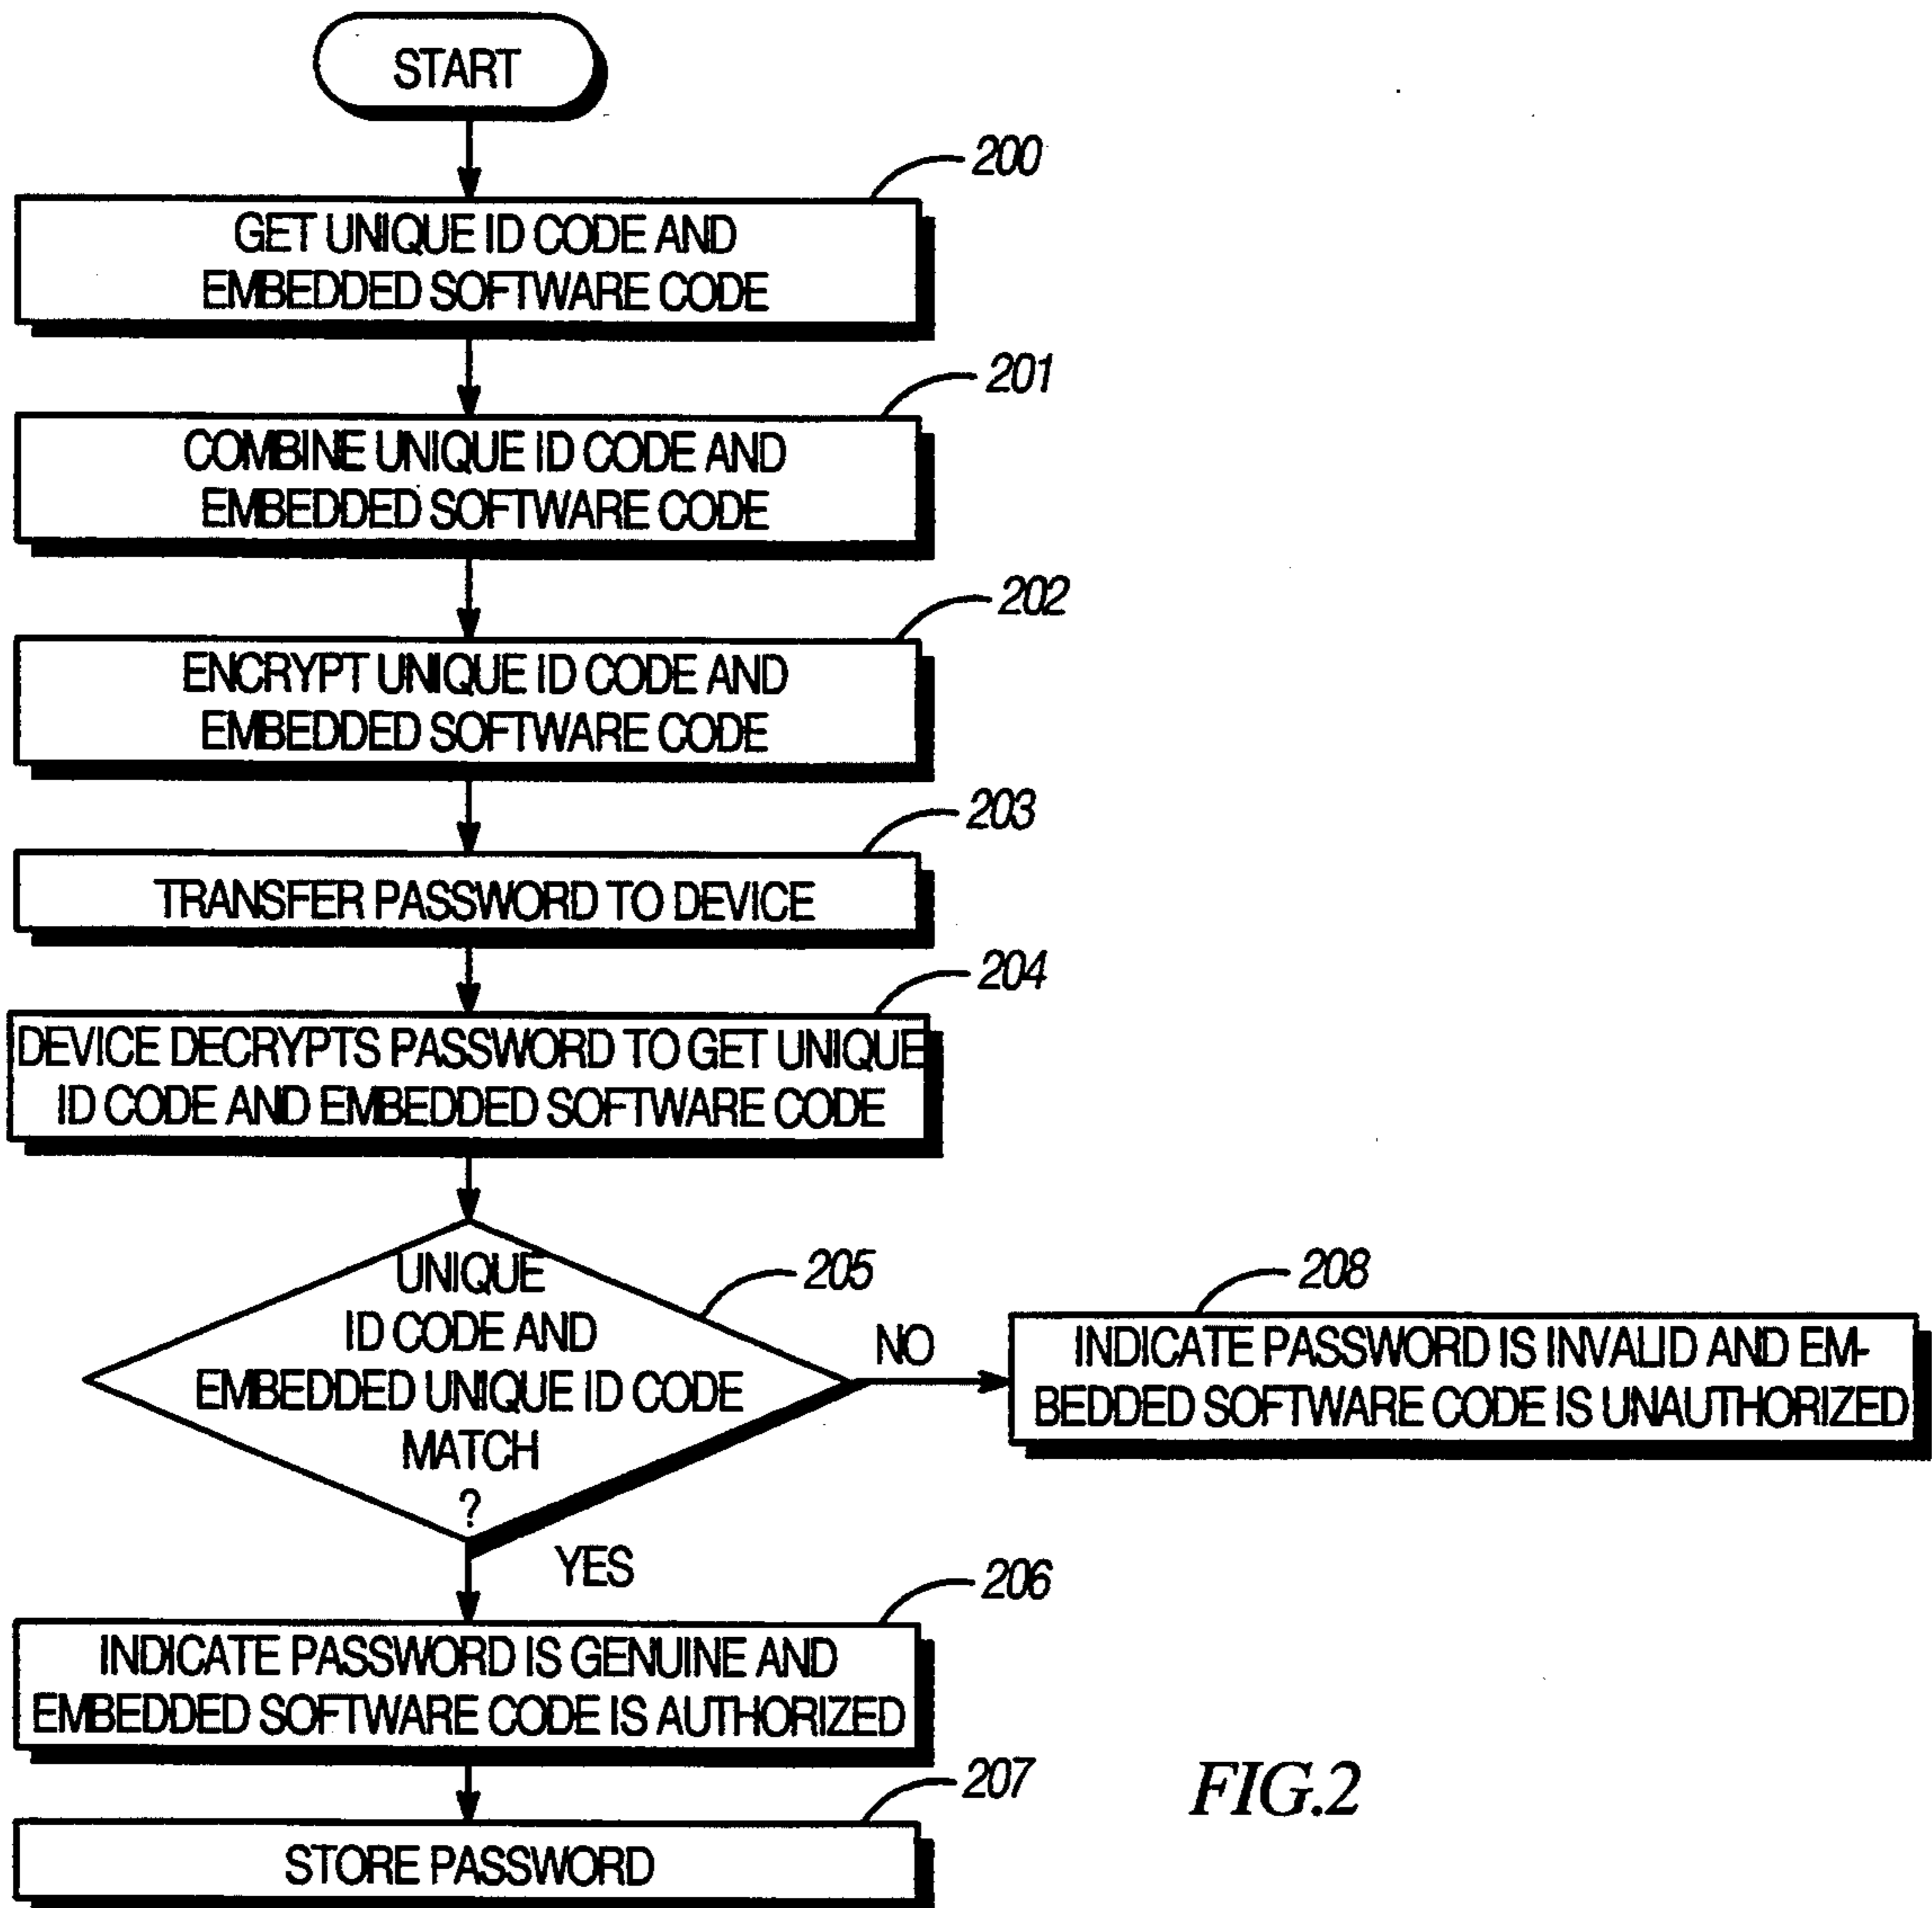 START
200
GET UNIQUE ID CODE AND
EMBEDDED SOFTWARE CODE
201
COMBINE UNIQUE ID CODE AND
EMBEDDED SOFTWARE CODE
202
ENCRYPT UNIQUE ID CODE AND
EMBEDDED SOFTWARE CODE
203
TRANSFER PASSWORD TO DEVICE
204
DEVICE DECRYPTS PASSWORD TO GET UNIQUE
ID CODE AND EMBEDDED SOFTWARE CODE
205
UNIQUE
ID CODE AND
EMBEDDED UNIQUE ID CODE
MATCH
?
NO
208
INDICATE PASSWORD IS INVALID AND EM-
BEDDED SOFTWARE CODE IS UNAUTHORIZED
YES
206
INDICATE PASSWORD IS GENUINE AND
EMBEDDED SOFTWARE CODE IS AUTHORIZED
207
STORE PASSWORD
FIG.2